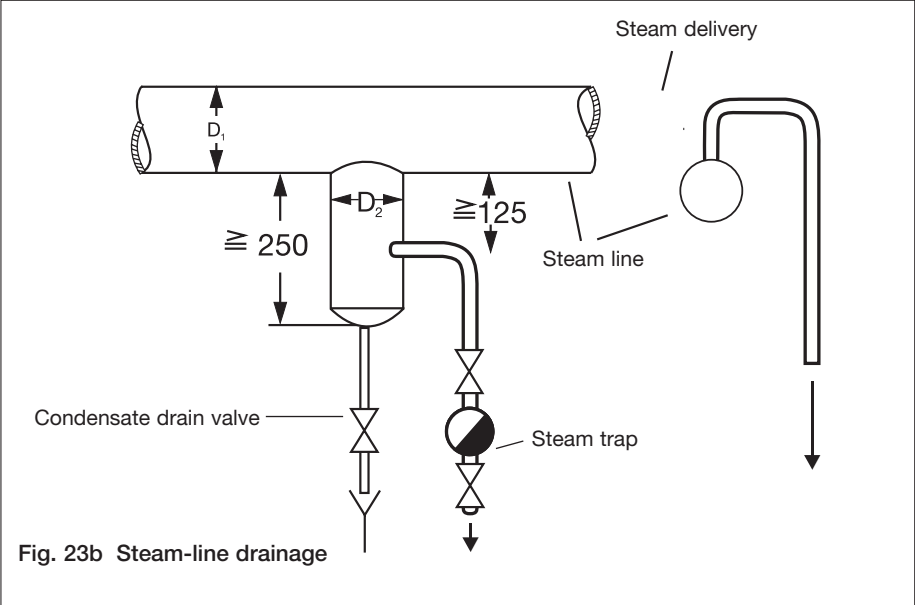 Steam delivery
D₁
D₂
≧125
≧ 250
Steam line
Condensate drain valve
Steam trap
Fig. 23b Steam-line drainage